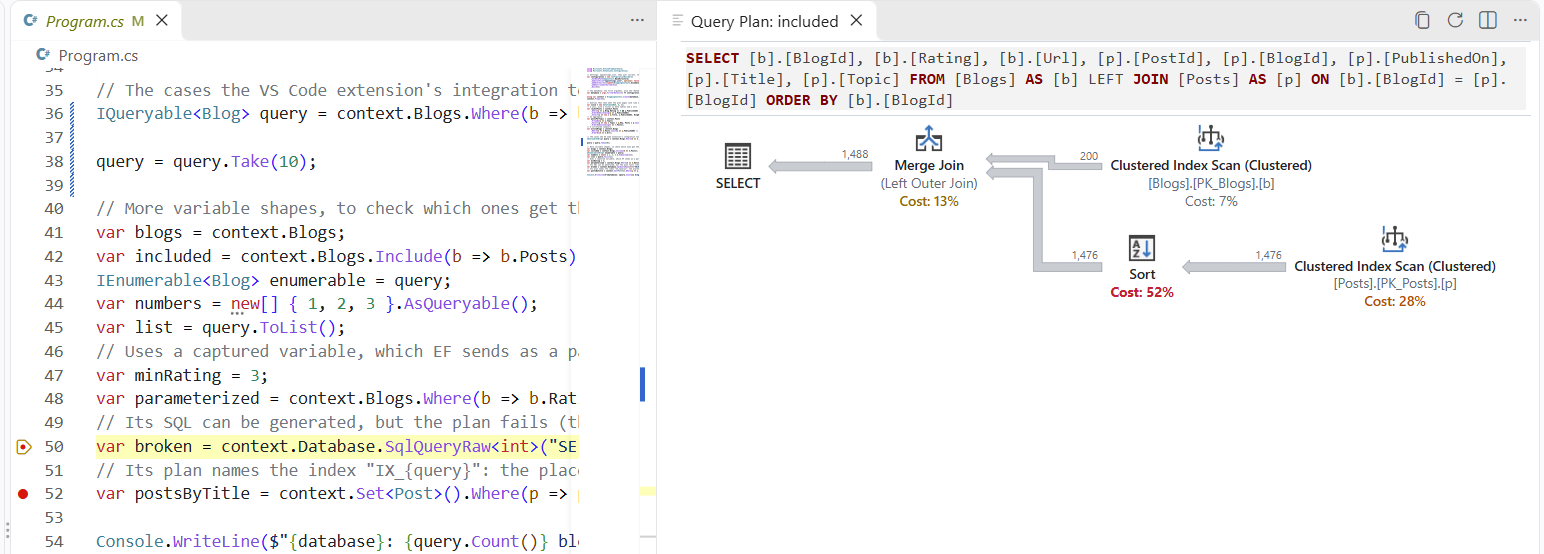 Program.cs M
Program.cs
34
35 // The cases the VS Code extension's integration t
36 IQueryable<Blog> query = context.Blogs.Where(b =>
37
38 query = query.Take(10);
39
40 // More variable shapes, to check which ones get t
41 var blogs = context.Blogs;
42 var included = context.Blogs.Include(b => b.Posts)
43 IEnumerable<Blog> enumerable = query;
44 var numbers = new[] { 1, 2, 3 }.AsQueryable();
45 var list = query.ToList();
46 // Uses a captured variable, which EF sends as a p
47 var minRating = 3;
48 var parameterized = context.Blogs.Where(b => b.Rat
49 // Its SQL can be generated, but the plan fails (t
50 var broken = context.Database.SqlQueryRaw<int>("SE
51 // Its plan names the index "IX_{query}": the plac
52 var postsByTitle = context.Set<Post>().Where(p =>
53
54 Console.WriteLine($"{database}: {query.Count()} bl
Query Plan: included
SELECT [b].[BlogId], [b].[Rating], [b].[Url], [p].[PostId], [p].[BlogId], [p].[PublishedOn],
[p].[Title], [p].[Topic] FROM [Blogs] AS [b] LEFT JOIN [Posts] AS [p] ON [b].[BlogId] = [p].
[BlogId] ORDER BY [b].[BlogId]
SELECT
1,488
Merge Join
(Left Outer Join)
Cost: 13%
200
Clustered Index Scan (Clustered)
[Blogs].[PK_Blogs].[b]
Cost: 7%
1,476
Sort
Cost: 52%
1,476
Clustered Index Scan (Clustered)
[Posts].[PK_Posts].[p]
Cost: 28%